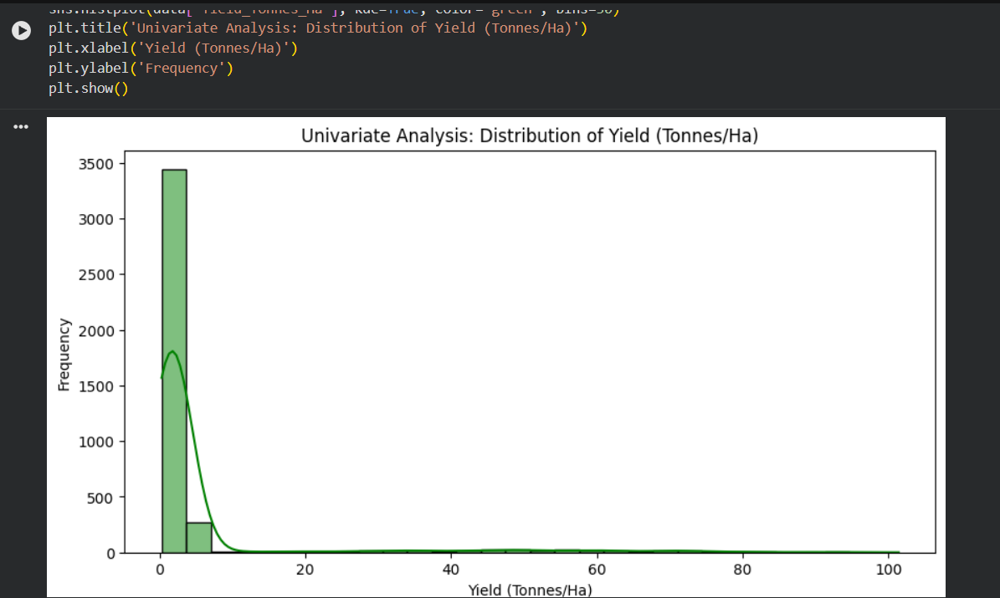 plt.title('Univariate Analysis: Distribution of Yield (Tonnes/Ha)')
plt.xlabel('Yield (Tonnes/Ha)')
plt.ylabel('Frequency')
plt.show()
Univariate Analysis: Distribution of Yield (Tonnes/Ha)
3500
3000
2500
2000
1500
1000
500
0
Frequency
0 20 40 60 80 100
Yield (Tonnes/Ha)